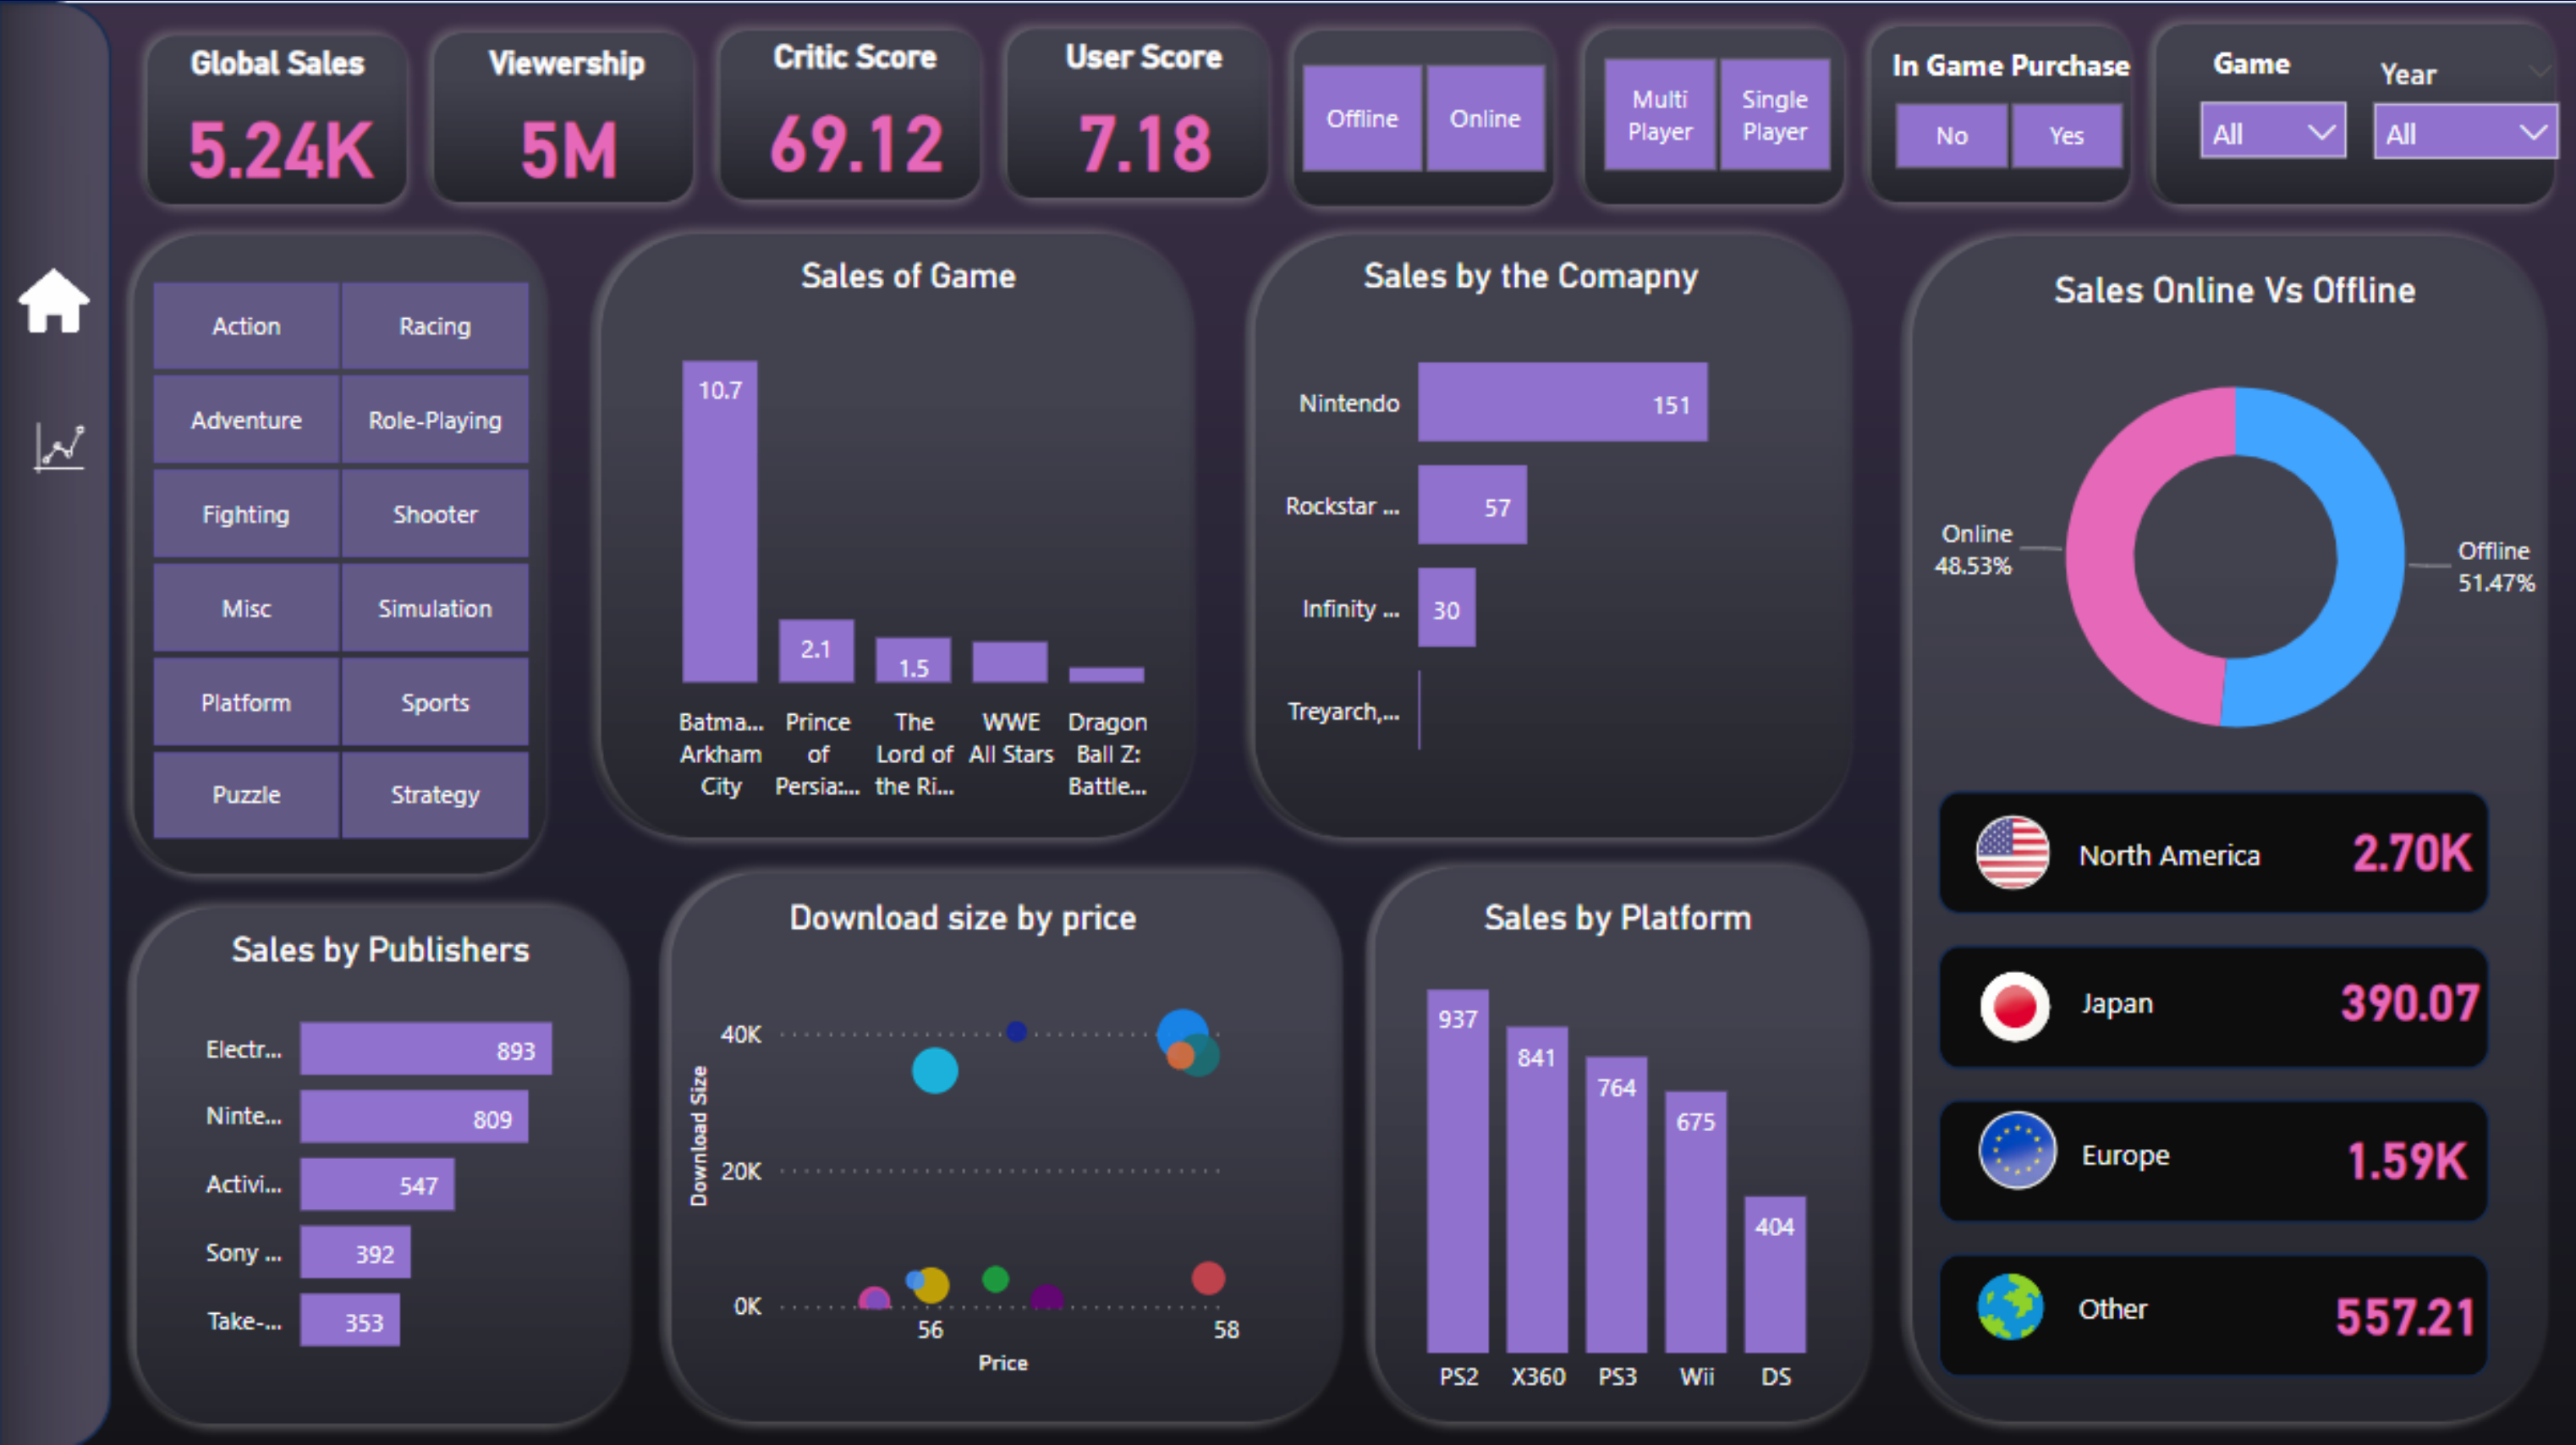 Global Sales
5.24K
Viewership
5M
Critic Score
69.12
User Score
7.18
Offline
Online
Multi
Player
Single
Player
In Game Purchase
No
Yes
Game
All
Year
All
Action
Racing
Adventure
Role-Playing
Fighting
Shooter
Misc
Simulation
Platform
Sports
Puzzle
Strategy
Sales of Game
10.7
2.1
1.5
Batma...
Arkham
City
Prince
of
Persia:...
The
Lord of
the Ri...
WWE
All Stars
Dragon
Ball Z:
Battle...
Sales by the Comapny
Nintendo
151
Rockstar ...
57
Infinity ...
30
Treyarch,...
Sales Online Vs Offline
Online
48.53%
Offline
51.47%
North America
2.70K
Japan
390.07
Europe
1.59K
Other
557.21
Sales by Publishers
Electr...
893
Ninte...
809
Activi...
547
Sony ...
392
Take-...
353
Download size by price
Download Size
40K
20K
0K
56
58
Price
Sales by Platform
937
841
764
675
404
PS2
X360
PS3
Wii
DS